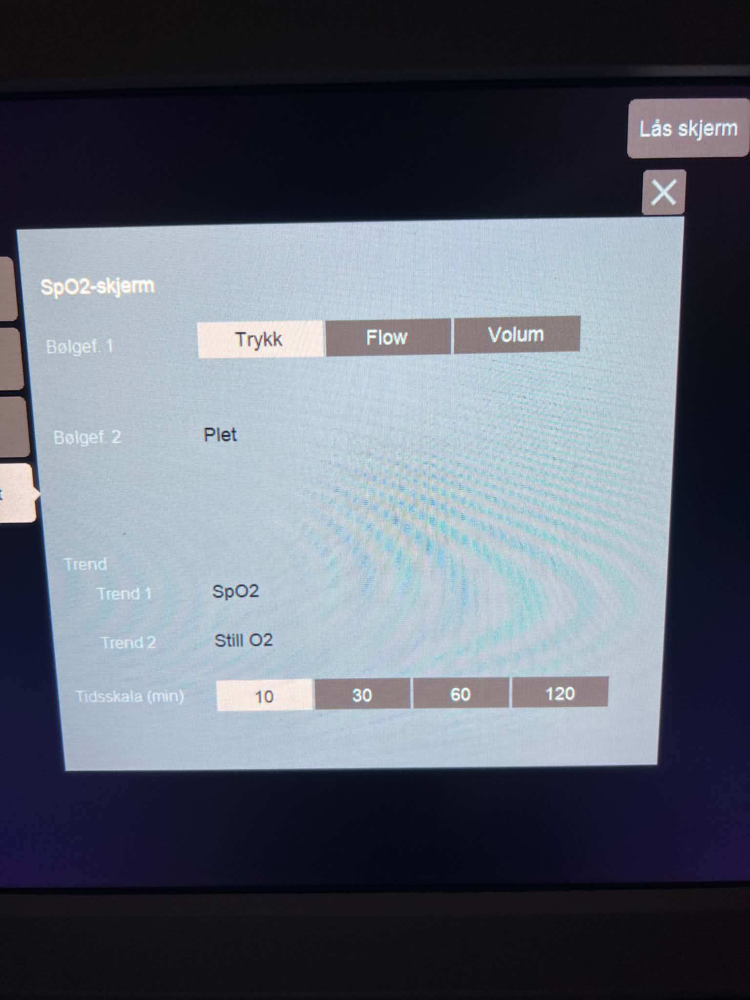 Lås skjerm
SpO2-skjerm
Bølgef. 1 Trykk Flow Volum
Bølgef. 2 Plet
Trend
Trend 1 SpO2
Trend 2 Still O2
Tidsskala (min) 10 30 60 120